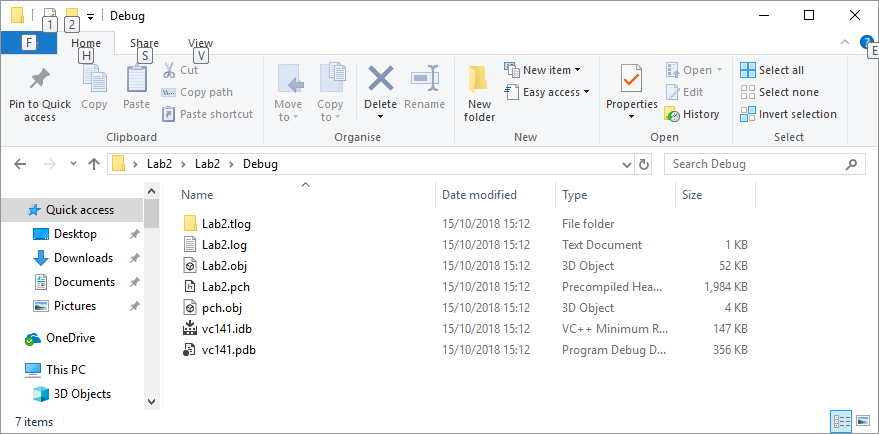 Debug
1 2
F Home Share View E
H S V
Pin to Quick access
Copy
Paste
Cut
Copy path
Paste shortcut
Clipboard
Move to
Copy to
Delete
Rename
Organise
New folder
New item
Easy access
New
Properties
Open
Edit
History
Open
Select all
Select none
Invert selection
Select
Lab2 Lab2 Debug Search Debug
Name Date modified Type Size
Quick access
Desktop
Downloads
Documents
Pictures
OneDrive
This PC
3D Objects
Lab2.tlog 15/10/2018 15:12 File folder
Lab2.log 15/10/2018 15:12 Text Document 1 KB
Lab2.obj 15/10/2018 15:12 3D Object 52 KB
Lab2.pch 15/10/2018 15:12 Precompiled Hea... 1,984 KB
pch.obj 15/10/2018 15:12 3D Object 4 KB
vc141.idb 15/10/2018 15:12 VC++ Minimum R... 147 KB
vc141.pdb 15/10/2018 15:12 Program Debug D... 356 KB
7 items